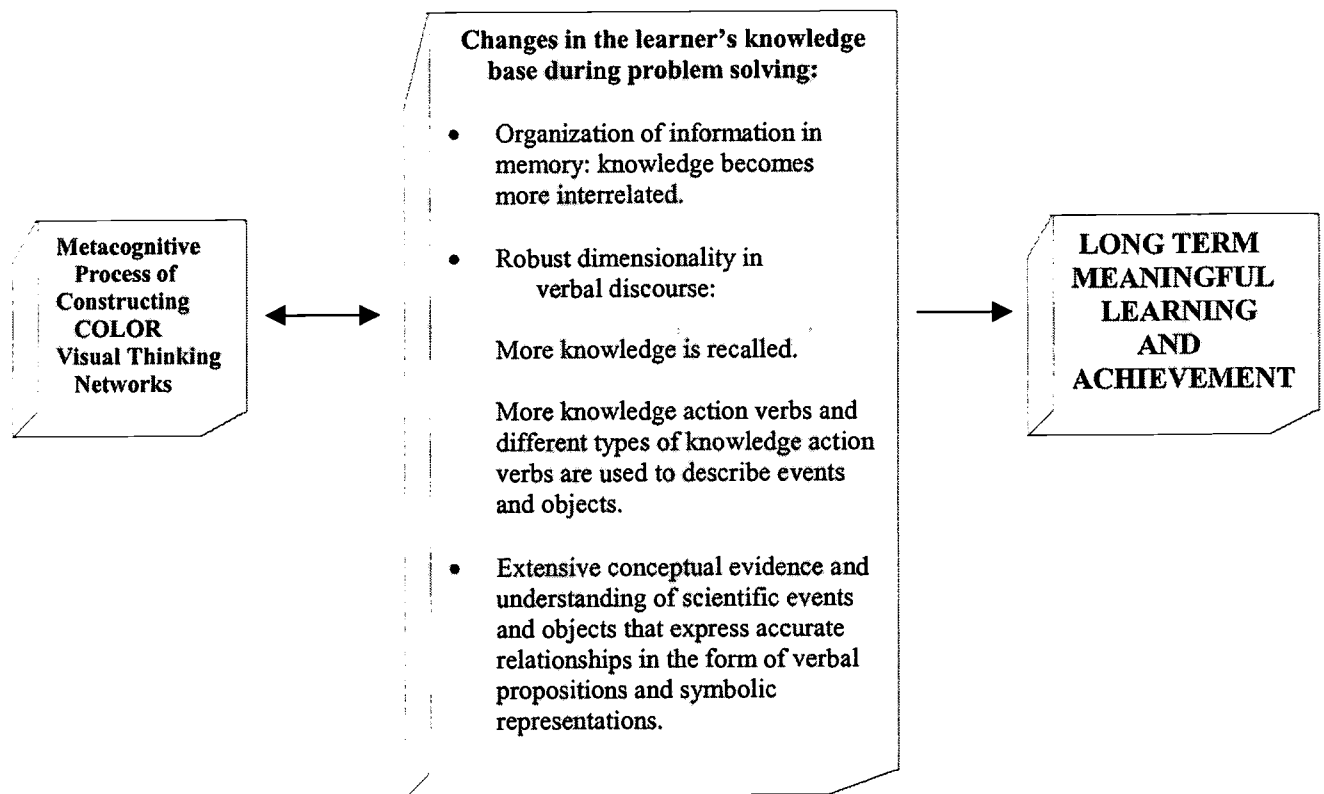 Metacognitive
Process of
Constructing
COLOR
Visual Thinking
Networks
Changes in the learner's knowledge
base during problem solving:
• Organization of information in
memory: knowledge becomes
more interrelated.
• Robust dimensionality in
verbal discourse:
More knowledge is recalled.
More knowledge action verbs and
different types of knowledge action
verbs are used to describe events
and objects.
• Extensive conceptual evidence and
understanding of scientific events
and objects that express accurate
relationships in the form of verbal
propositions and symbolic
representations.
LONG TERM
MEANINGFUL
LEARNING
AND
ACHIEVEMENT